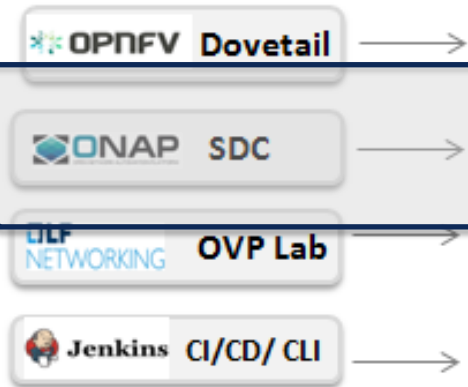 OPNFV Dovetail
ONAP SDC
LF
NETWORKING OVP Lab
Jenkins CI/CD/ CLI